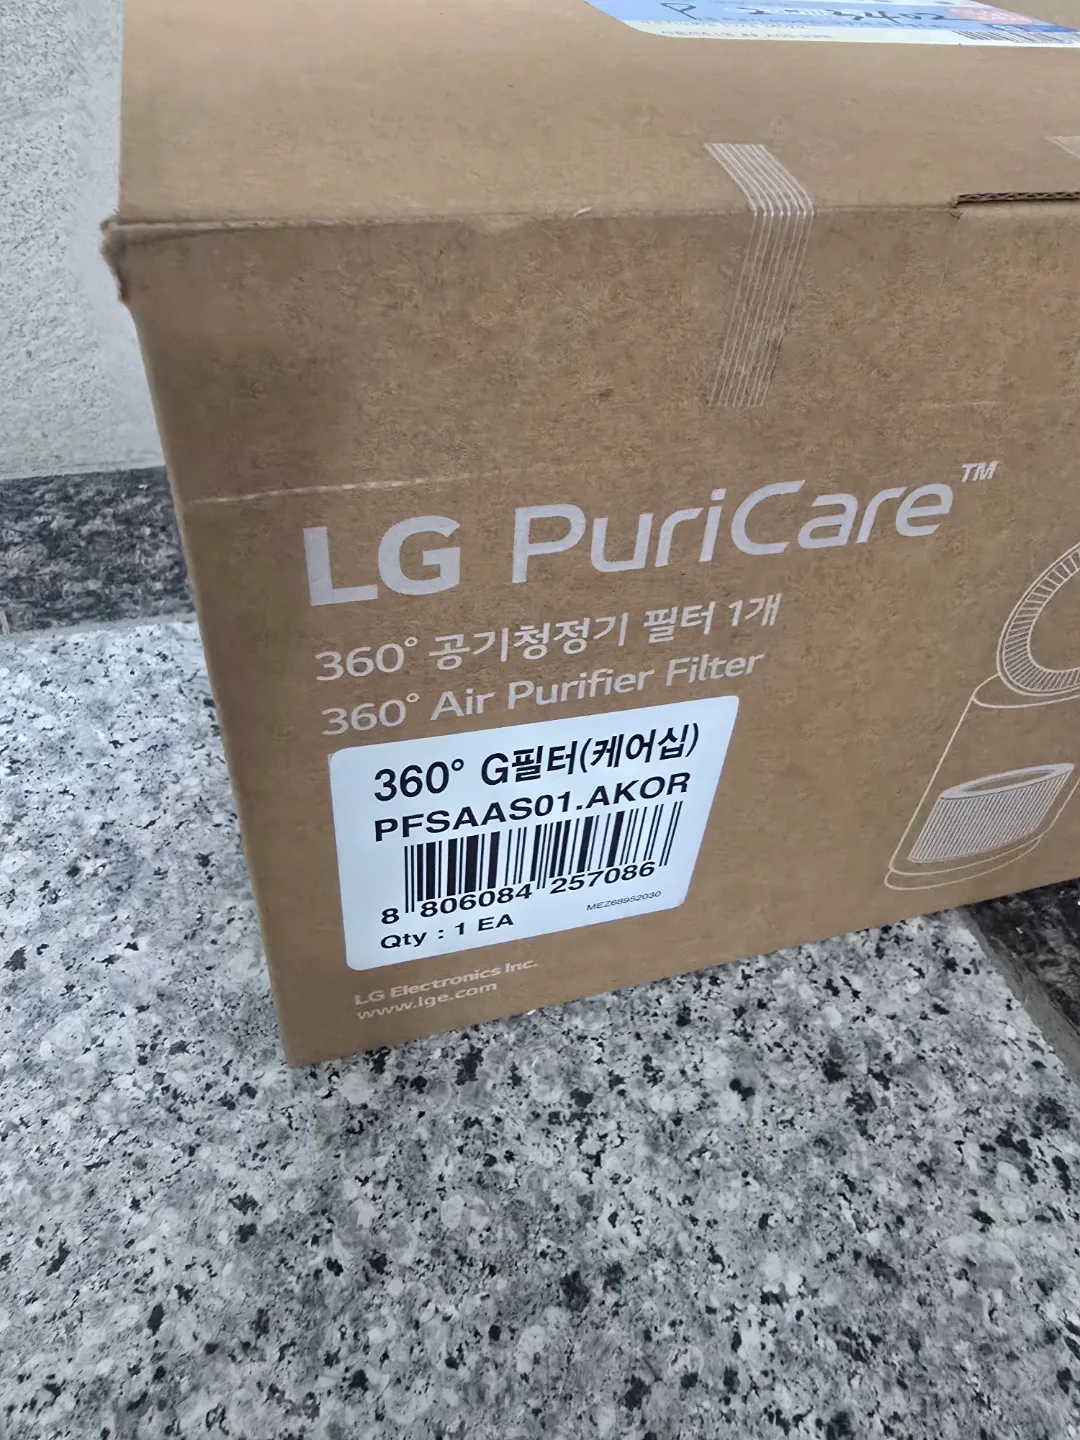 LG PuriCare™
360° 공기청정기 필터 1개
360° Air Purifier Filter
360° G필터(케어십)
PFSAAS01.AKOR
8 806084 257086
MEZ68952030
Qty : 1 EA
LG Electronics Inc.
www.lge.com